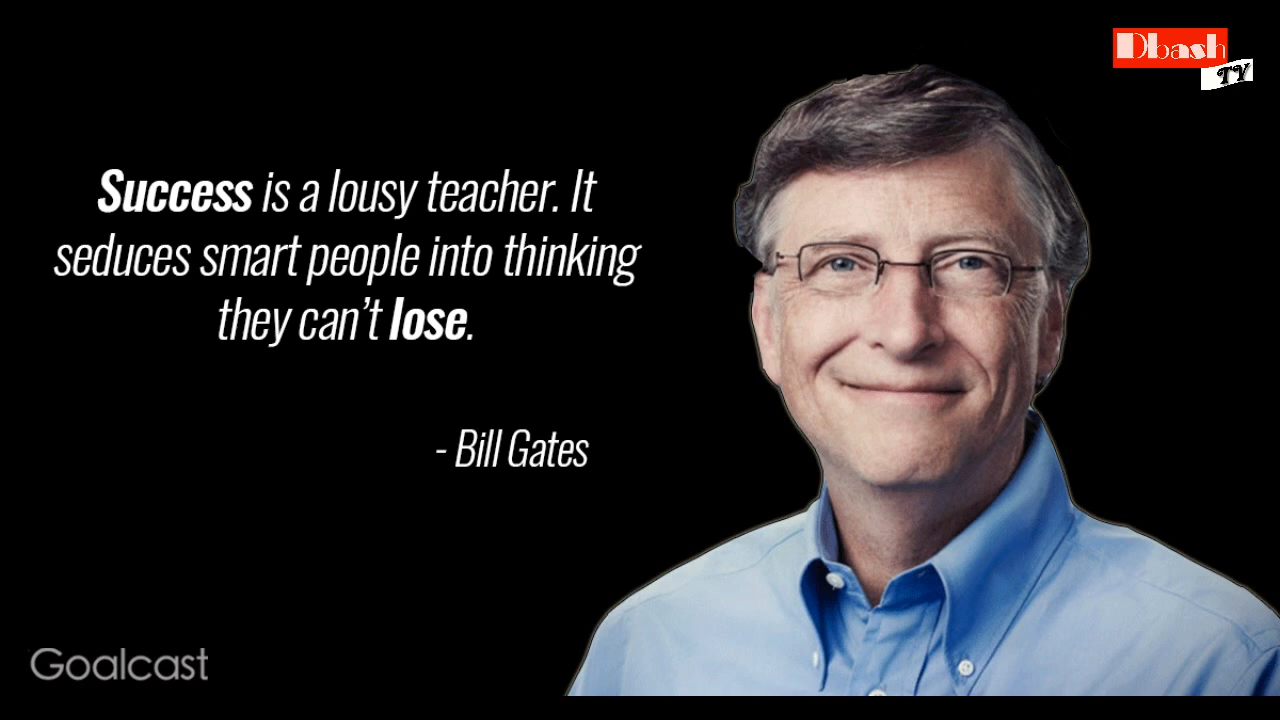 Dbash
TV
Success is a lousy teacher. It
seduces smart people into thinking
they can’t lose.
- Bill Gates
Goalcast